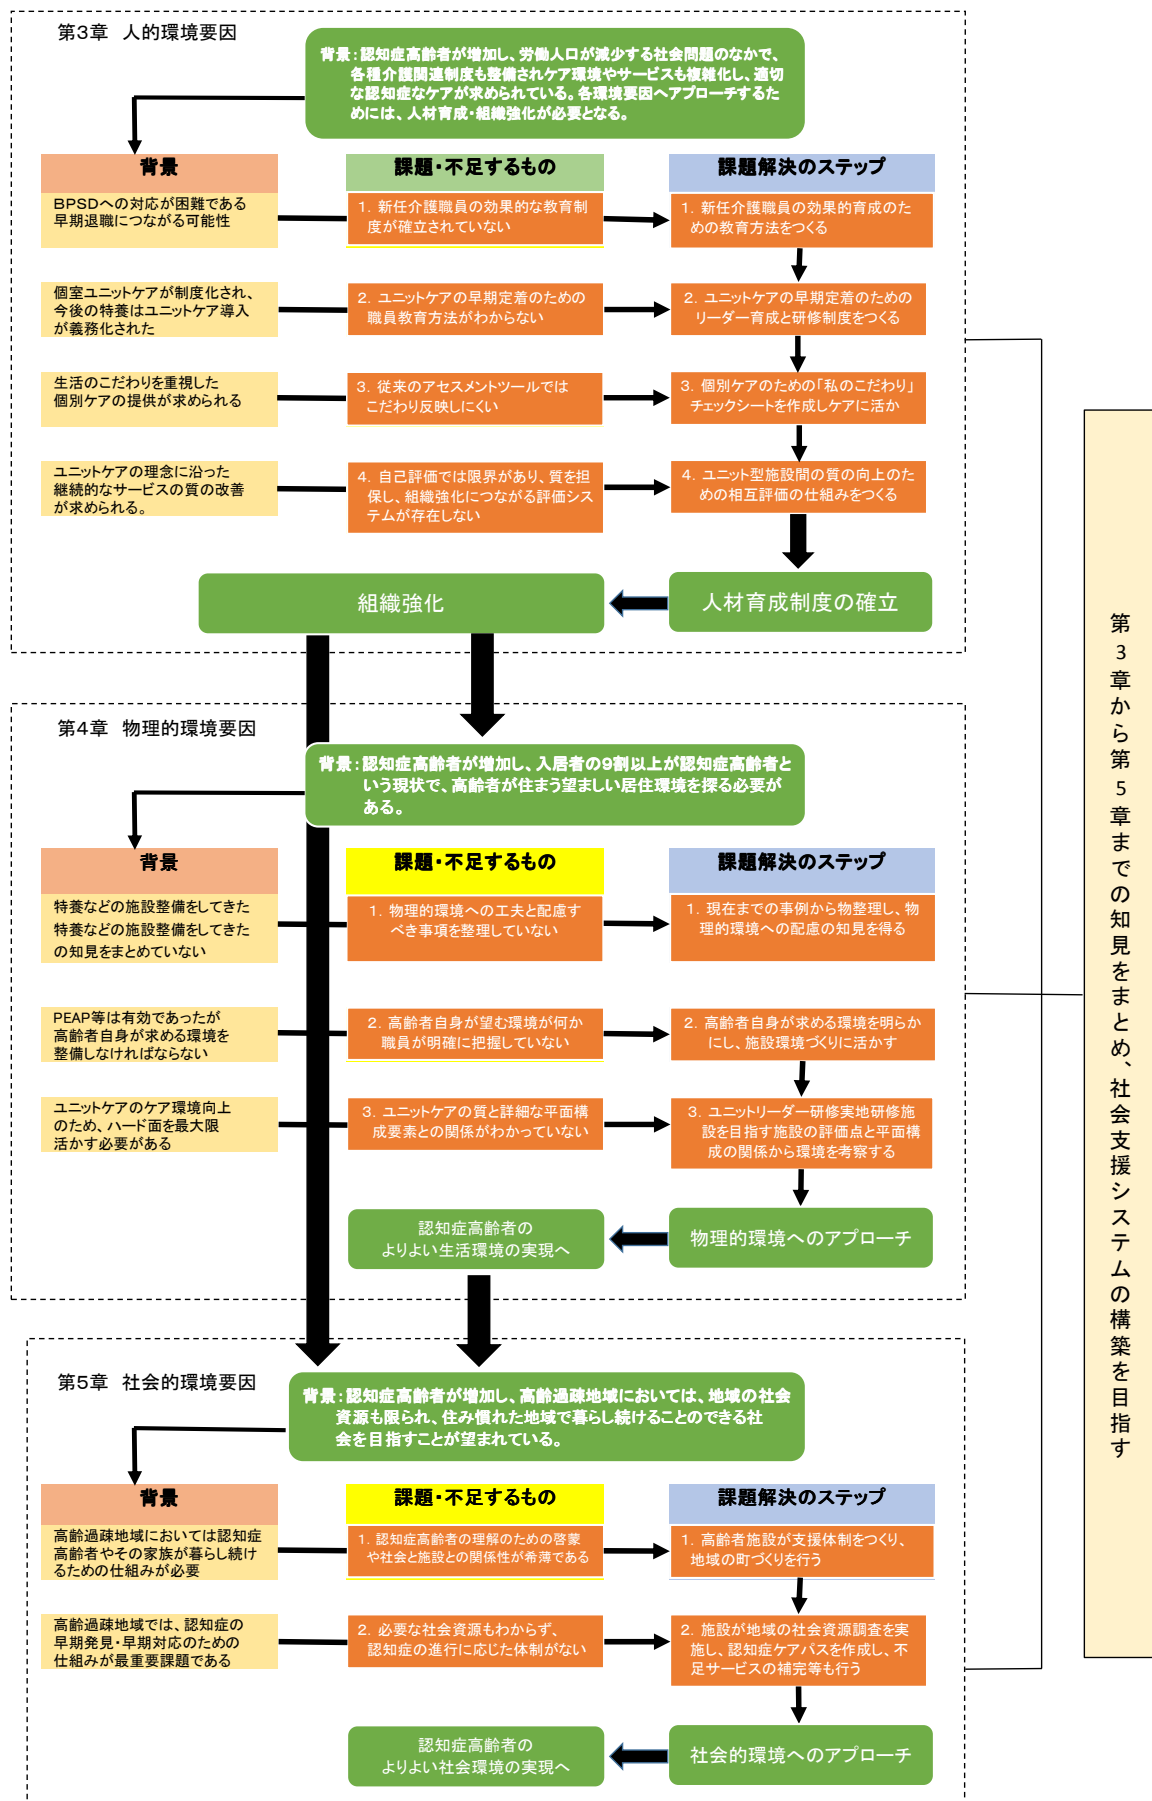 第3章　人的環境要因
背景：認知症高齢者が増加し、労働人口が減少する社会問題のなかで、
各種介護関連制度も整備されケア環境やサービスも複雑化し、適切
な認知症なケアが求められている。各環境要因へアプローチするた
めには、人材育成・組織強化が必要となる。
背景
課題・不足するもの
課題解決のステップ
BPSDへの対応が困難である
早期退職につながる可能性
1. 新任介護職員の効果的な教育制
度が確立されていない
1. 新任介護職員の効果的育成のた
めの教育方法をつくる
個室ユニットケアが制度化され、
今後の特養はユニットケア導入
が義務化された
2. ユニットケアの早期定着のための
職員教育方法がわからない
2. ユニットケアの早期定着のための
リーダー育成と研修制度をつくる
生活のこだわりを重視した
個別ケアの提供が求められる
3. 従来のアセスメントツールでは
こだわり反映しにくい
3. 個別ケアのための「私のこだわり」
チェックシートを作成しケアに活か
ユニットケアの理念に沿った
継続的なサービスの質の改善
が求められる。
4. 自己評価では限界があり、質を担
保し、組織強化につながる評価シス
テムが存在しない
4. ユニット型施設間の質の向上のた
めの相互評価の仕組みをつくる
組織強化
人材育成制度の確立
第4章　物理的環境要因
背景：認知症高齢者が増加し、入居者の9割以上が認知症高齢者と
いう現状で、高齢者が住まう望ましい居住環境を探る必要が
ある。
背景
課題・不足するもの
課題解決のステップ
特養などの施設整備をしてきた
特養などの施設整備をしてきた
の知見をまとめていない
1. 物理的環境への工夫と配慮す
べき事項を整理していない
1. 現在までの事例から物整理し、物
理的環境への配慮の知見を得る
PEAP等は有効であったが
高齢者自身が求める環境を
整備しなければならない
2. 高齢者自身が望む環境が何か
職員が明確に把握していない
2. 高齢者自身が求める環境を明らか
にし、施設環境づくりに活かす
ユニットケアのケア環境向上
のため、ハード面を最大限
活かす必要がある
3. ユニットケアの質と詳細な平面構
成要素との関係がわかっていない
3. ユニットリーダー研修実地研修施
設を目指す施設の評価点と平面構
成の関係から環境を考察する
認知症高齢者の
よりよい生活環境の実現へ
物理的環境へのアプローチ
第5章　社会的環境要因
背景：認知症高齢者が増加し、高齢過疎地域においては、地域の社会
資源も限られ、住み慣れた地域で暮らし続けることのできる社
会を目指すことが望まれている。
背景
課題・不足するもの
課題解決のステップ
高齢過疎地域においては認知症
高齢者やその家族が暮らし続け
るための仕組みが必要
1. 認知症高齢者の理解のための啓蒙
や社会と施設との関係性が希薄である
1. 高齢者施設が支援体制をつくり、
地域の町づくりを行う
高齢過疎地域では、認知症の
早期発見・早期対応のための
仕組みが最重要課題である
2. 必要な社会資源もわからず、
認知症の進行に応じた体制がない
2. 施設が地域の社会資源調査を実
施し、認知症ケアパスを作成し、不
足サービスの補完等も行う
認知症高齢者の
よりよい社会環境の実現へ
社会的環境へのアプローチ
第3章から第5章までの知見をまとめ、社会支援システムの構築を目指す